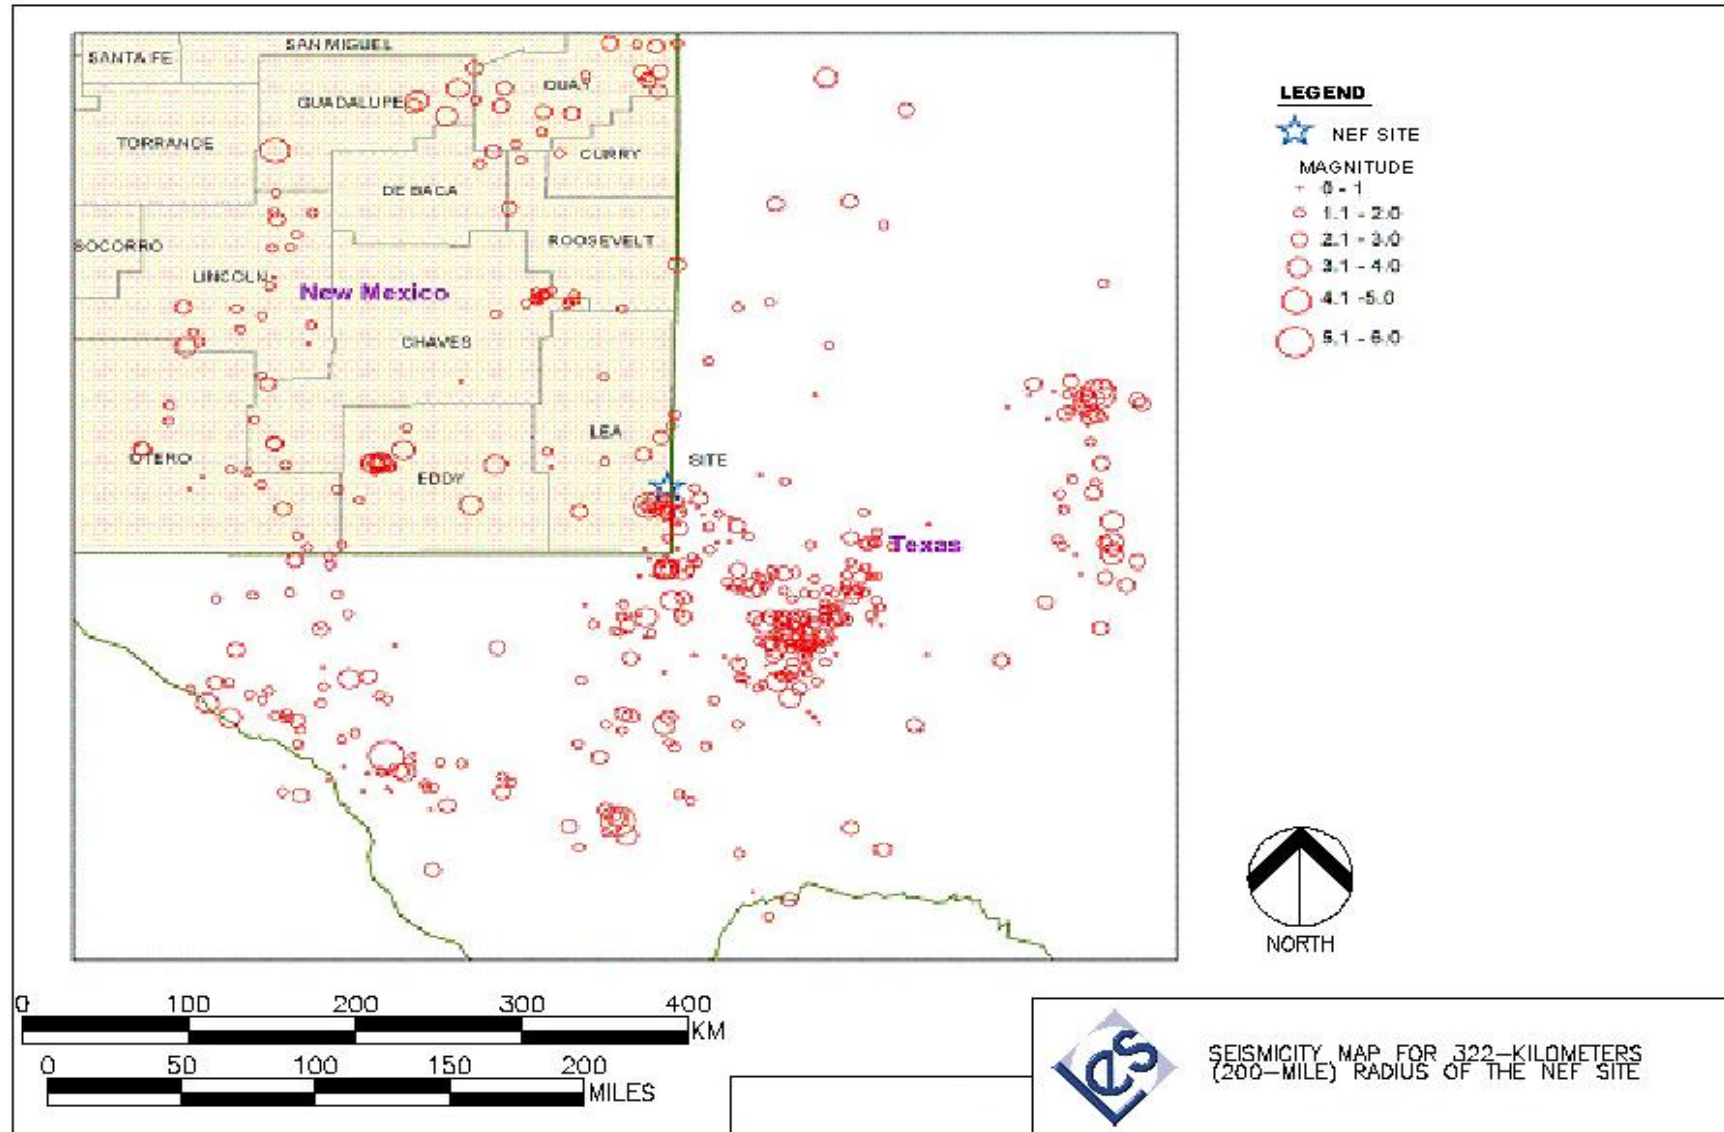 SANTA FE
SAN MIGUEL
QUAY
GUADALUPE
TORRANCE
CURRY
DE BACA
SOCORRO
ROOSEVELT
LINCOLN
New Mexico
CHAVES
LEA
OTERO
EDDY
SITE
Texas
LEGEND
NEF SITE
MAGNITUDE
0 - 1
1.1 - 2.0
2.1 - 3.0
3.1 - 4.0
4.1 -5.0
5.1 - 6.0
NORTH
0 100 200 300 400
KM
0 50 100 150 200
MILES
LES
SEISMICITY MAP FOR 322-KILOMETERS
(200-MILE) RADIUS OF THE NEF SITE